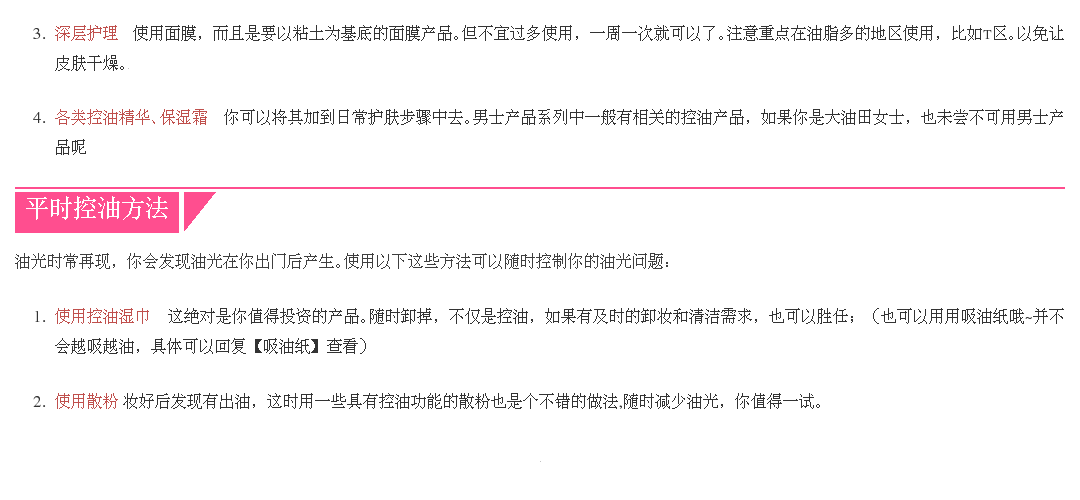 3. 深层护理 使用面膜，而且是要以粘土为基底的面膜产品。但不宜过多使用，一周一次就可以了。注意重点在油脂多的地区使用，比如T区。以免让
皮肤干燥。
4. 各类控油精华、保湿霜 你可以将其加到日常护肤步骤中去。男士产品系列中一般有相关的控油产品，如果你是大油田女士，也未尝不可用男士产
品呢
平时控油方法
油光时常再现，你会发现油光在你出门后产生。使用以下这些方法可以随时控制你的油光问题：
1. 使用控油湿巾 这绝对是你值得投资的产品。随时卸掉，不仅是控油，如果有及时的卸妆和清洁需求，也可以胜任；（也可以用用吸油纸哦~并不
会越吸越油，具体可以回复【吸油纸】查看）
2. 使用散粉 妆好后发现有出油，这时用一些具有控油功能的散粉也是个不错的做法,随时减少油光，你值得一试。